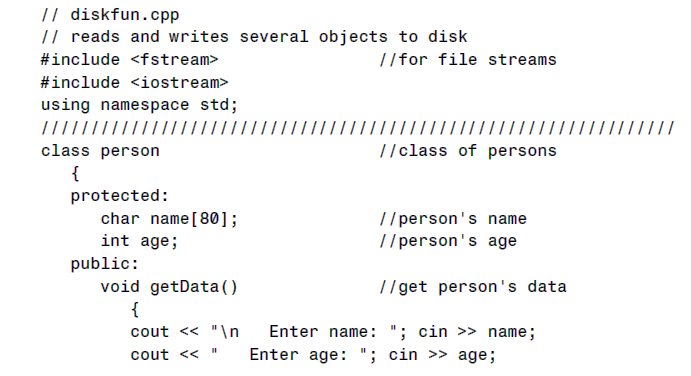 // diskfun.cpp
// reads and writes several objects to disk
#include <fstream> //for file streams
#include <iostream>
using namespace std;
////////////////////////////////////////////////////////////////
class person //class of persons
{
protected:
char name[80]; //person's name
int age; //person's age
public:
void getData() //get person's data
{
cout << "\n   Enter name: "; cin >> name;
cout << "   Enter age: "; cin >> age;